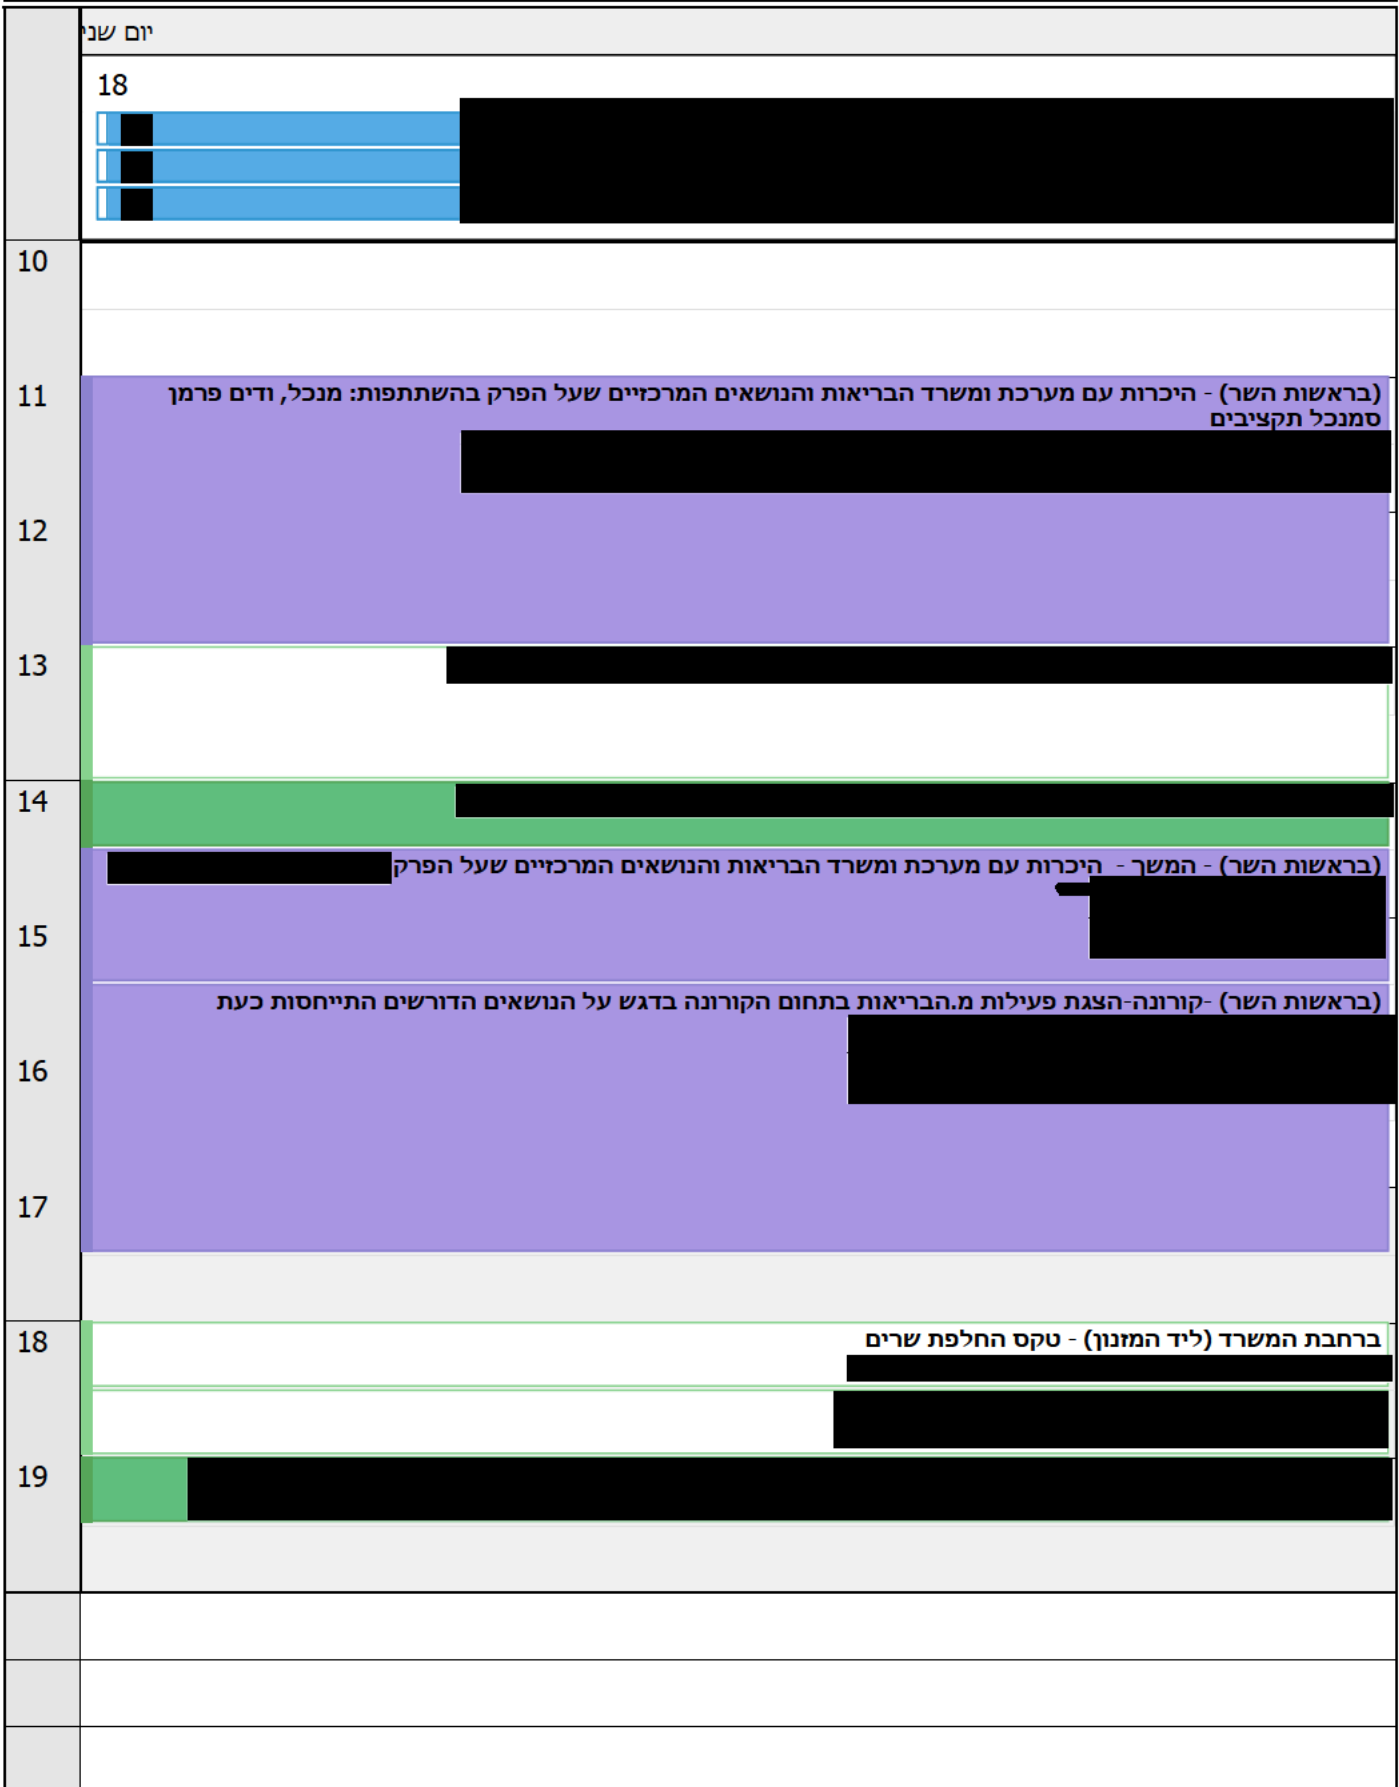 יום שני
18
10
11
(בראשות השר) - היכרות עם מערכת ומשרד הבריאות והנושאים המרכזיים שעל הפרק בהשתתפות: מנכל, ודים פרמן
סמנכל תקציבים
12
13
14
(בראשות השר) - המשך - היכרות עם מערכת ומשרד הבריאות והנושאים המרכזיים שעל הפרק
15
(בראשות השר) -קורונה-הצגת פעילות מ.הבריאות בתחום הקורונה בדגש על הנושאים הדורשים התייחסות כעת
16
17
18
ברחבת המשרד (ליד המזנון) - טקס החלפת שרים
19